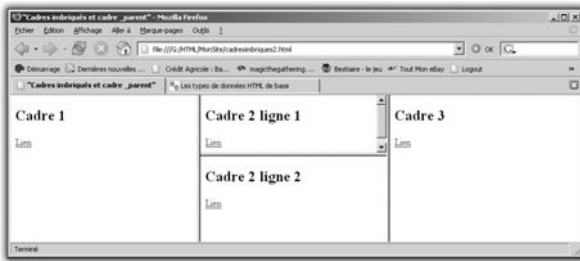 "Cadres imbriqués et cadre _parent" - Mozilla Firefox
Fichier Edition Affichage Aller à Marque-pages Outils ?
file:///G:/HTML/MonSite/cadresimbriques2.html OK
Démarrage Dernières nouvelles ... Crédit Agricole : Ba... magicthegathering.... Bestiaire - le jeu Tout Mon eBay Logout »
"Cadres imbriqués et cadre _parent" Les types de données HTML de base
Cadre 1
Lien
Cadre 2 ligne 1
Lien
Cadre 2 ligne 2
Lien
Cadre 3
Lien
Terminé